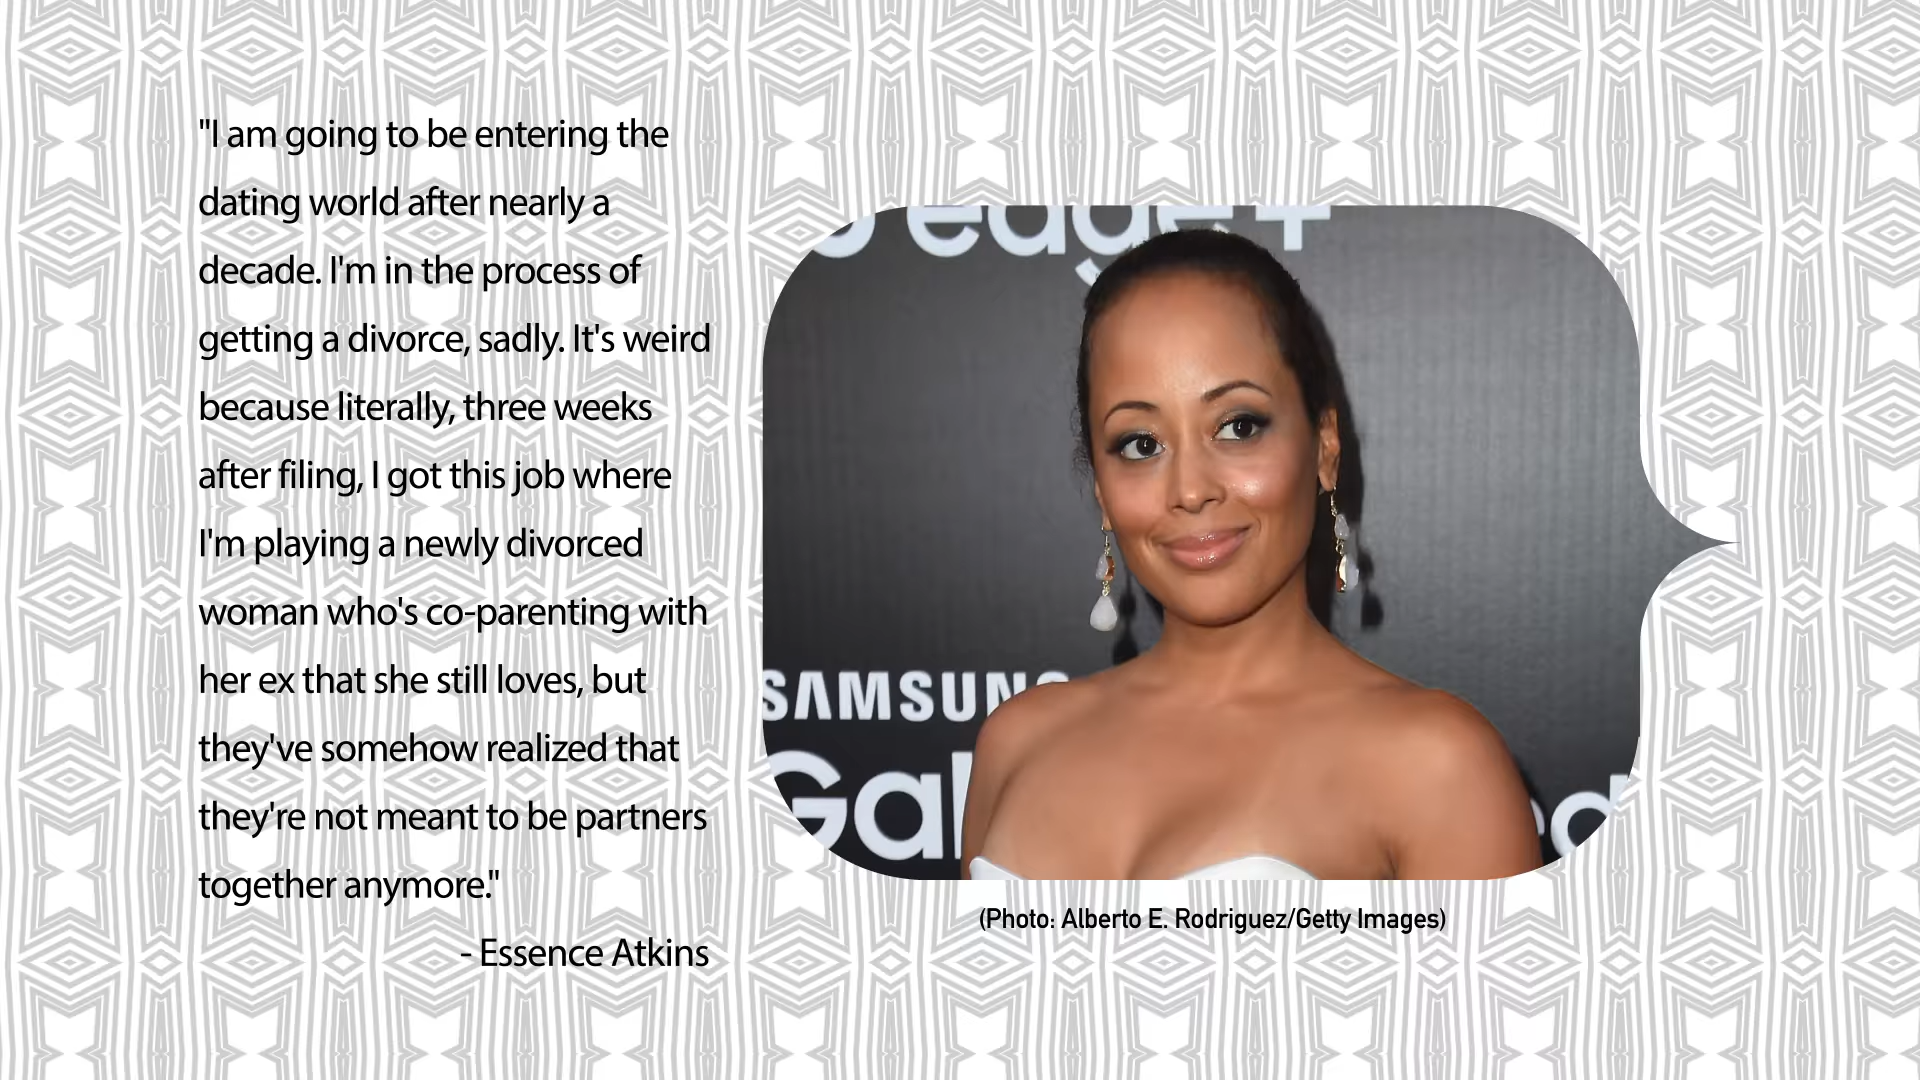 "I am going to be entering the
dating world after nearly a
decade. I'm in the process of
getting a divorce, sadly. It's weird
because literally, three weeks
after filing, I got this job where
I'm playing a newly divorced
woman who's co-parenting with
her ex that she still loves, but
they've somehow realized that
they're not meant to be partners
together anymore."
- Essence Atkins
edge+
SAMSUNG
Gal
ed
(Photo: Alberto E. Rodriguez/Getty Images)